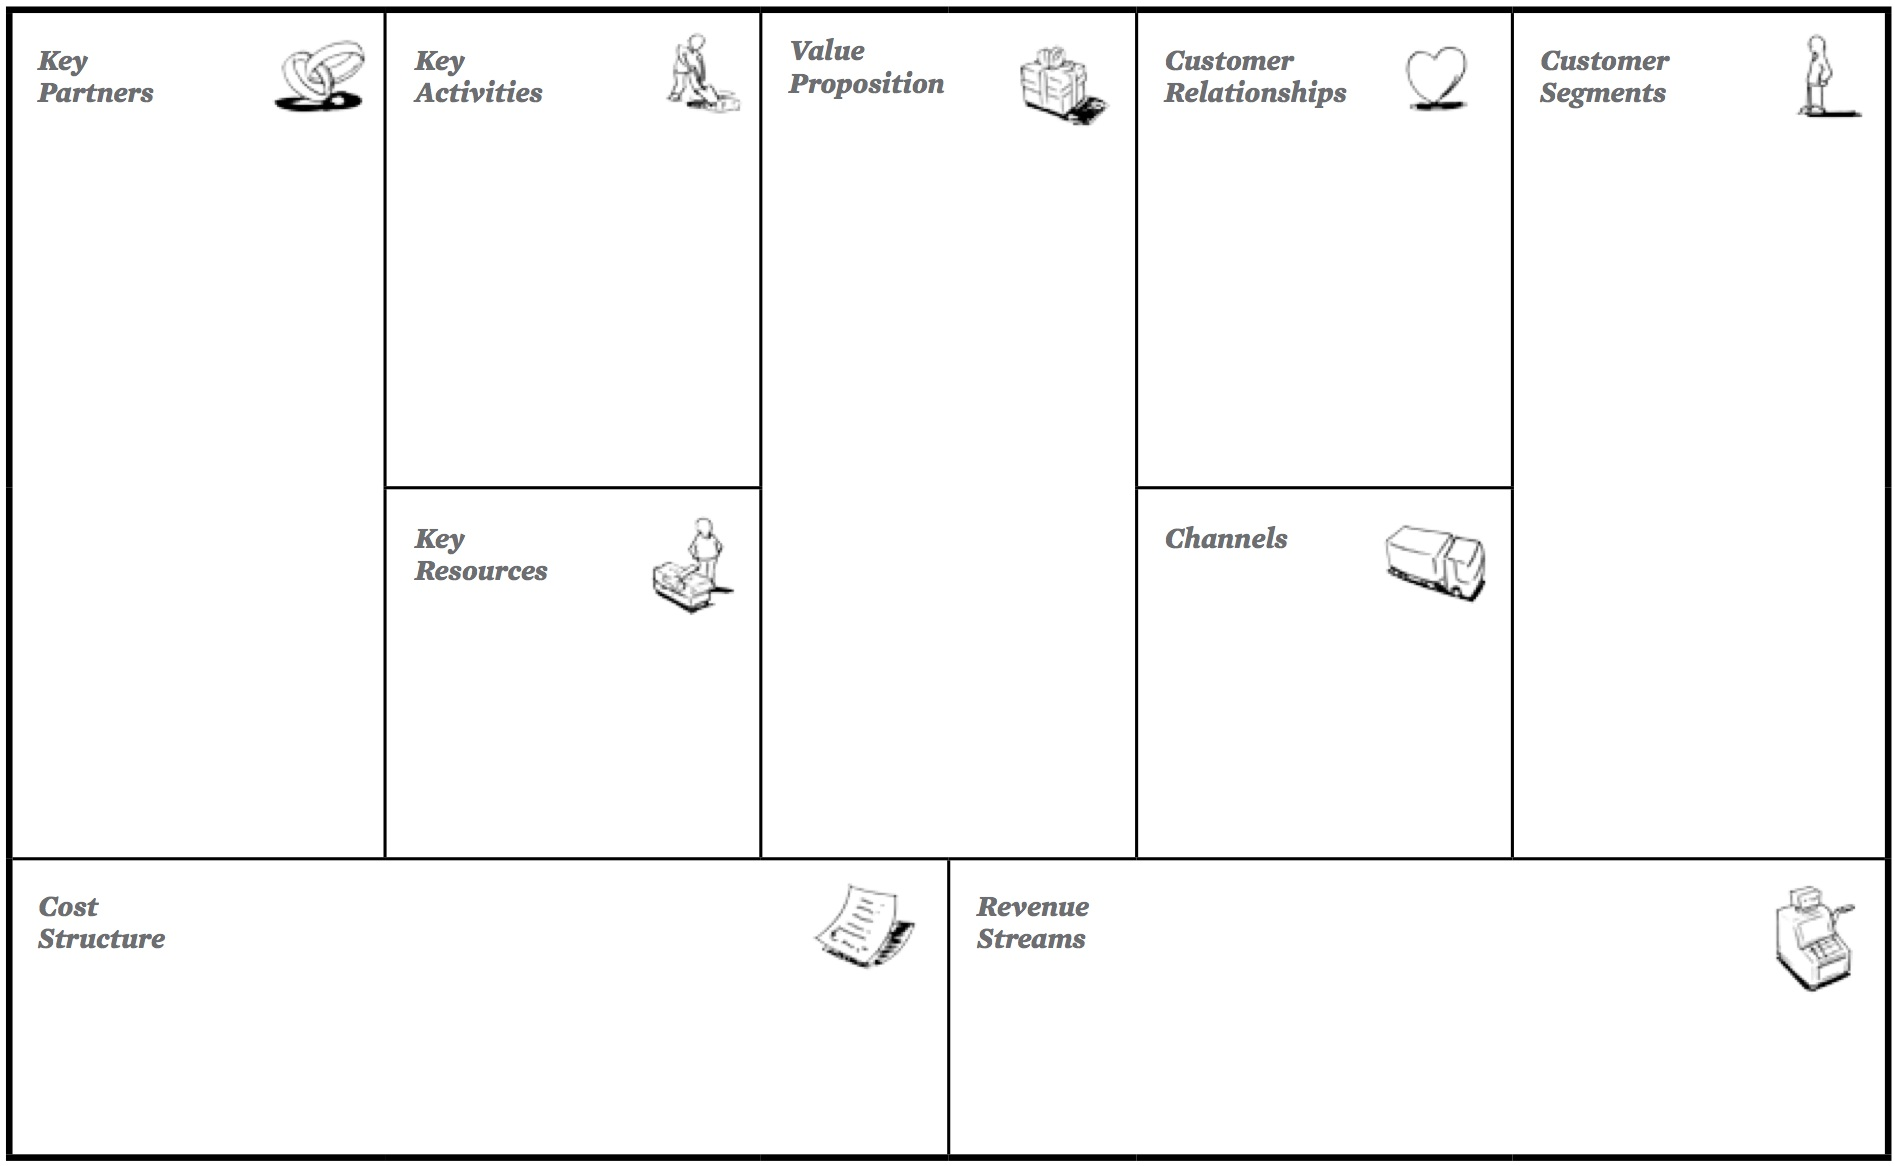 Key
Partners
Key
Activities
Value
Proposition
Customer
Relationships
Customer
Segments
Key
Resources
Channels
Cost
Structure
Revenue
Streams